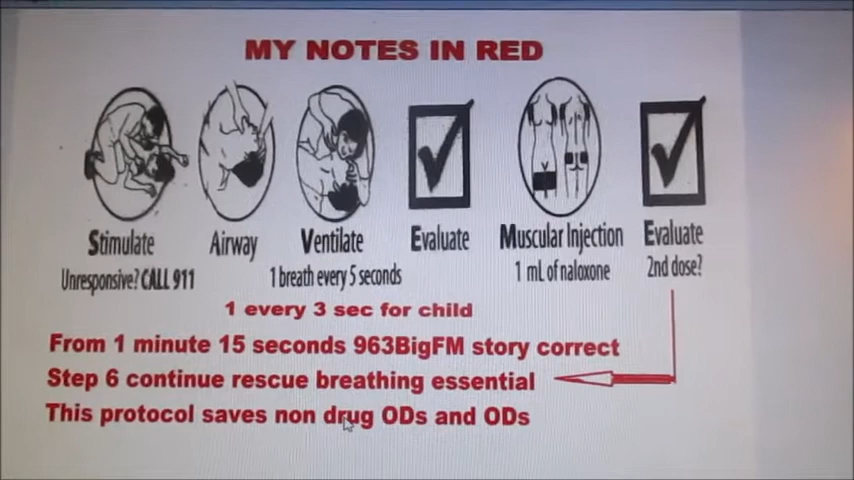 MY NOTES IN RED
Stimulate Airway Ventilate Evaluate Muscular Injection Evaluate
Unresponsive? CALL 911 1 breath every 5 seconds 1 mL of naloxone 2nd dose?
1 every 3 sec for child
From 1 minute 15 seconds 963BigFM story correct
Step 6 continue rescue breathing essential
This protocol saves non drug ODs and ODs